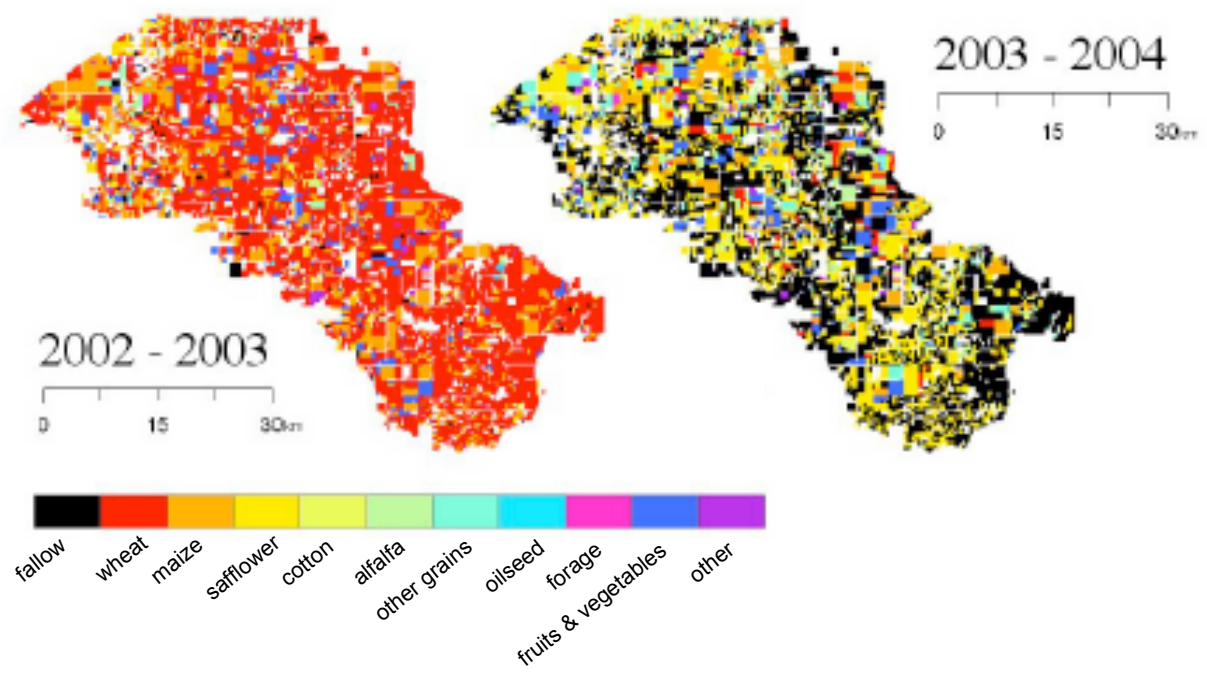 2003 - 2004
0 15 30km
2002 - 2003
0 15 30km
fallow
wheat
maize
safflower
cotton
alfalfa
other grains
oilseed
forage
fruits & vegetables
other